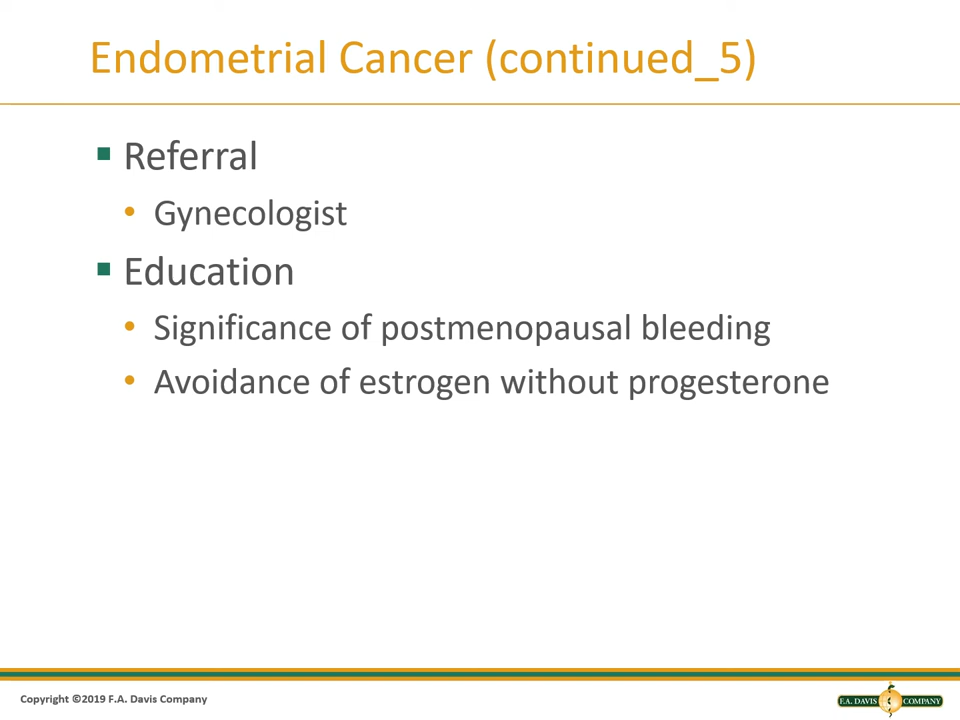 Endometrial Cancer (continued_5)
Referral
Gynecologist
Education
Significance of postmenopausal bleeding
Avoidance of estrogen without progesterone
Copyright ©2019 F.A. Davis Company
F.A. DAVIS COMPANY